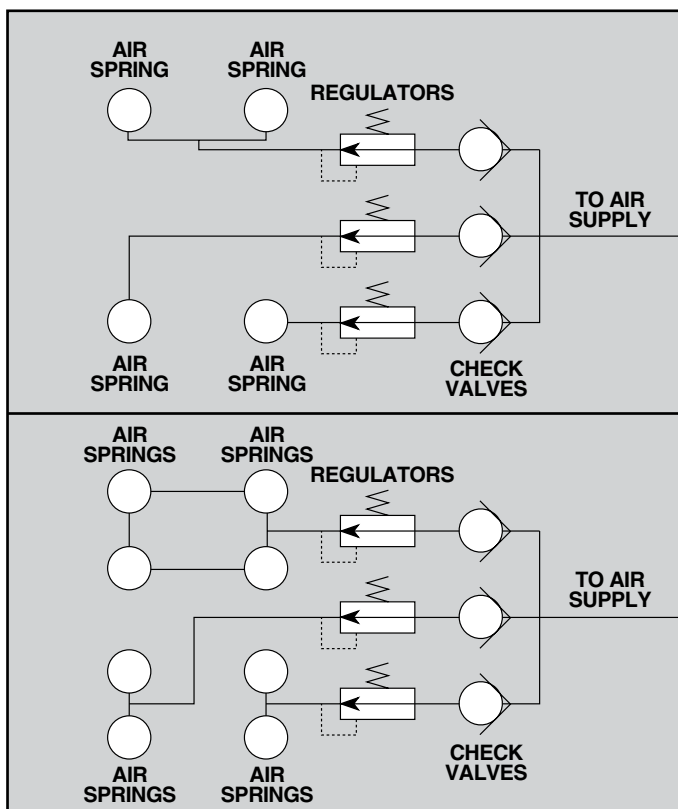 AIR
SPRING
AIR
SPRING
REGULATORS
TO AIR
SUPPLY
AIR
SPRING
AIR
SPRING
CHECK
VALVES
AIR
SPRINGS
AIR
SPRINGS
REGULATORS
TO AIR
SUPPLY
AIR
SPRINGS
AIR
SPRINGS
CHECK
VALVES